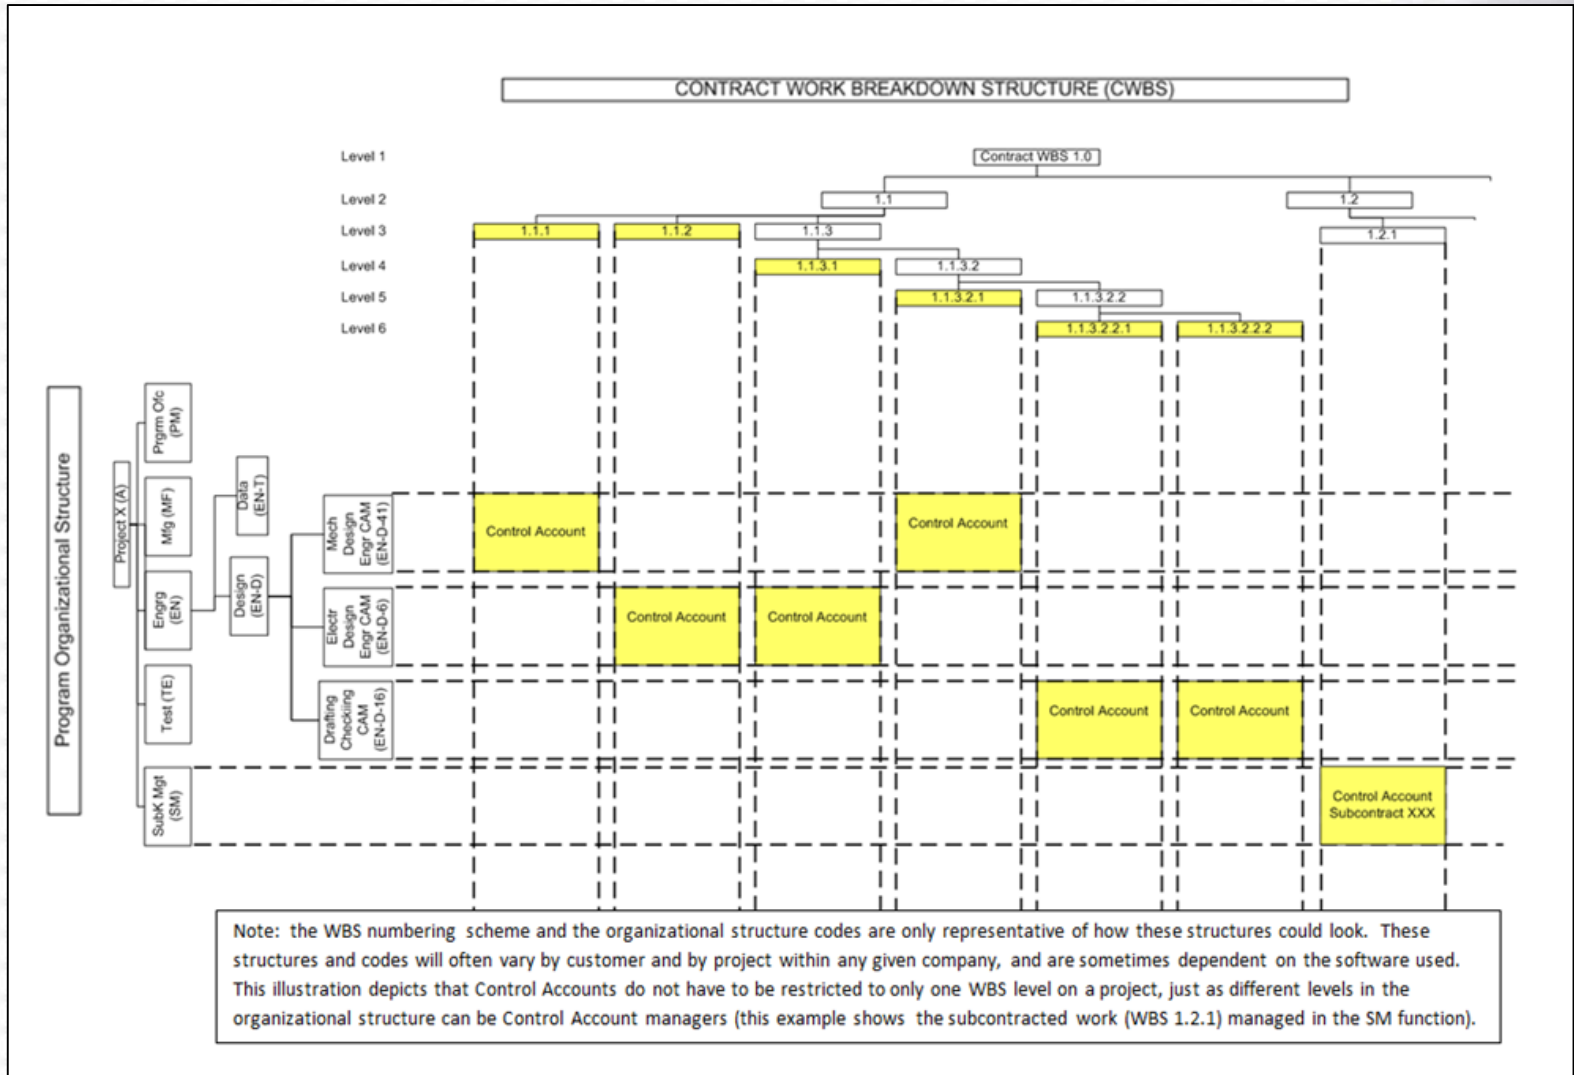 CONTRACT WORK BREAKDOWN STRUCTURE (CWBS)
Level 1
Contract WBS 1.0
Level 2
1.1
1.2
Level 3
1.1.1
1.1.2
1.1.3
1.2.1
Level 4
1.1.3.1
1.1.3.2
Level 5
1.1.3.2.1
1.1.3.2.2
Level 6
1.1.3.2.2.1
1.1.3.2.2.2
Program Organizational Structure
Project X (A)
Prgrm Ofc
(PM)
Mfg (MF)
Engrg
(EN)
Test (TE)
SubK Mgt
(SM)
Data
(EN-T)
Design
(EN-D)
Mech
Design
Engr CAM
(EN-D-41)
Electr
Design
Engr CAM
(EN-D-6)
Drafting
Checkiing
CAM
(EN-D-16)
Control Account
Control Account
Control Account
Control Account
Control Account
Control Account
Control Account
Subcontract XXX
Note: the WBS numbering scheme and the organizational structure codes are only representative of how these structures could look. These
structures and codes will often vary by customer and by project within any given company, and are sometimes dependent on the software used.
This illustration depicts that Control Accounts do not have to be restricted to only one WBS level on a project, just as different levels in the
organizational structure can be Control Account managers (this example shows the subcontracted work (WBS 1.2.1) managed in the SM function).